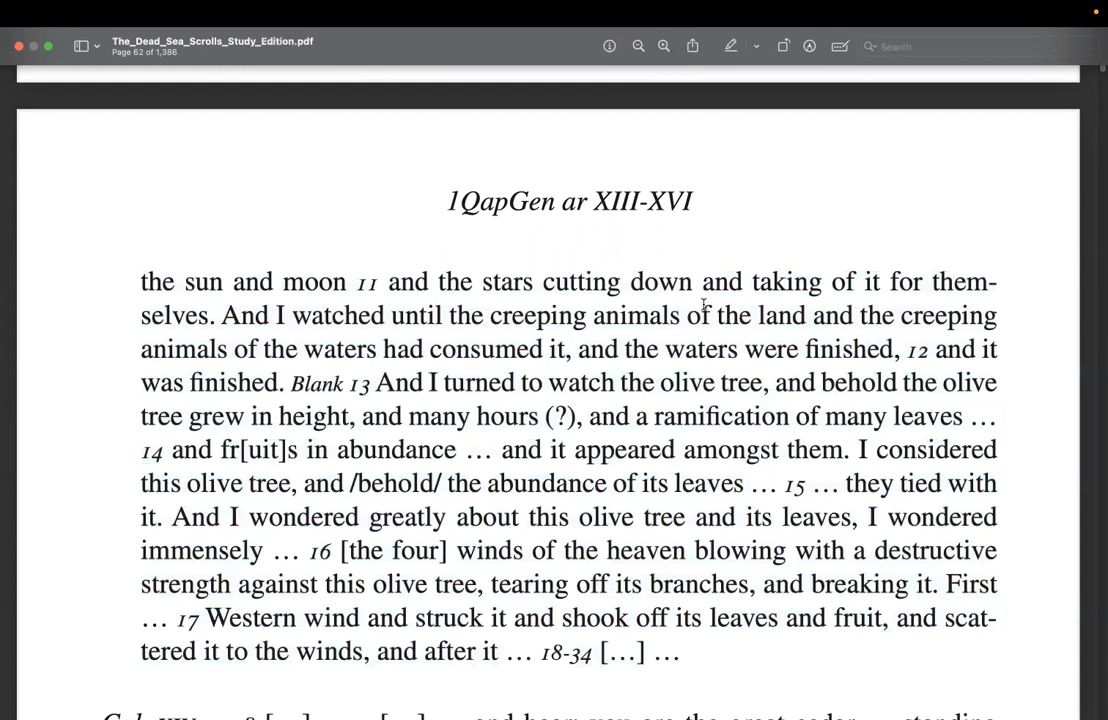 The_Dead_Sea_Scrolls_Study_Edition.pdf
Page 62 of 1,386
Search
1QapGen ar XIII-XVI
the sun and moon 11 and the stars cutting down and taking of it for them-
selves. And I watched until the creeping animals of the land and the creeping
animals of the waters had consumed it, and the waters were finished, 12 and it
was finished. Blank 13 And I turned to watch the olive tree, and behold the olive
tree grew in height, and many hours (?), and a ramification of many leaves …
14 and fr[uit]s in abundance … and it appeared amongst them. I considered
this olive tree, and /behold/ the abundance of its leaves … 15 … they tied with
it. And I wondered greatly about this olive tree and its leaves, I wondered
immensely … 16 [the four] winds of the heaven blowing with a destructive
strength against this olive tree, tearing off its branches, and breaking it. First
… 17 Western wind and struck it and shook off its leaves and fruit, and scat-
tered it to the winds, and after it … 18-34 […] …